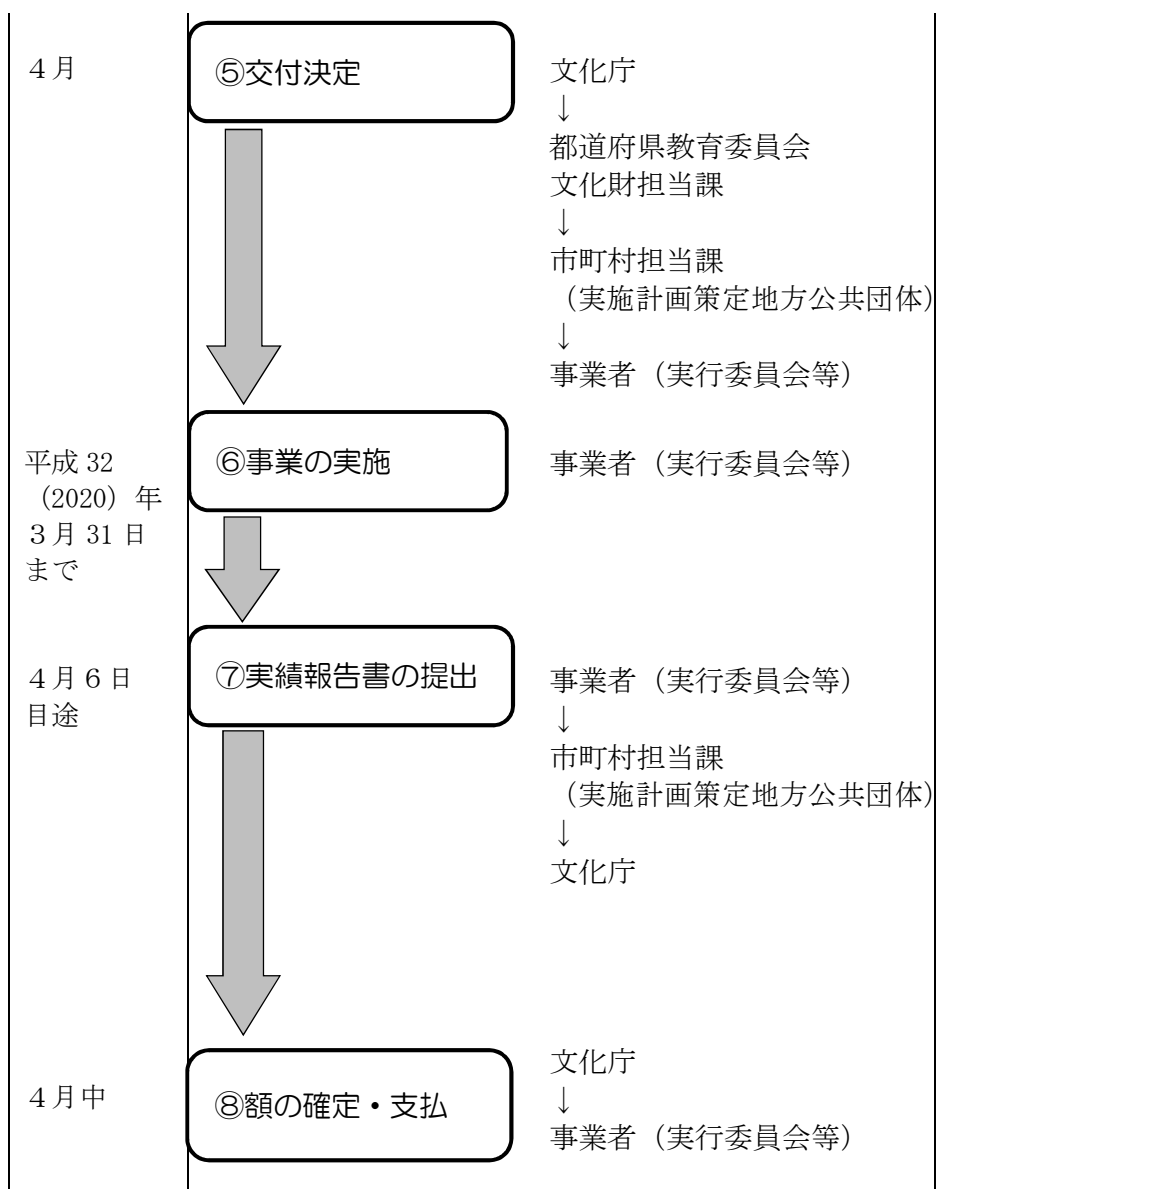 ４月
⑤交付決定
文化庁
↓
都道府県教育委員会
文化財担当課
↓
市町村担当課
（実施計画策定地方公共団体）
↓
事業者（実行委員会等）
平成 32
（2020）年
３月 31 日
まで
⑥事業の実施
事業者（実行委員会等）
４月６日
目途
⑦実績報告書の提出
事業者（実行委員会等）
↓
市町村担当課
（実施計画策定地方公共団体）
↓
文化庁
４月中
⑧額の確定・支払
文化庁
↓
事業者（実行委員会等）